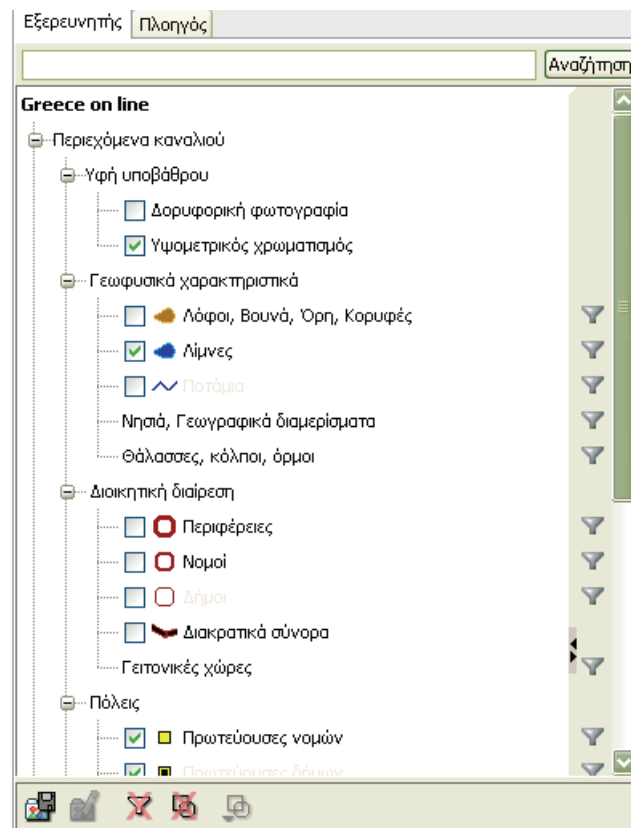 Εξερευνητής Πλοηγός
Αναζήτηση
Greece on line
Περιεχόμενα καναλιού
Υφή υποβάθρου
Δορυφορική φωτογραφία
Υψομετρικός χρωματισμός
Γεωφυσικά χαρακτηριστικά
Λόφοι, Βουνά, Όρη, Κορυφές
Λίμνες
Ποτάμια
Νησιά, Γεωγραφικά διαμερίσματα
Θάλασσες, κόλποι, όρμοι
Διοικητική διαίρεση
Περιφέρειες
Νομοί
Δήμοι
Διακρατικά σύνορα
Γειτονικές χώρες
Πόλεις
Πρωτεύουσες νομών
Πρωτεύουσες δήμων